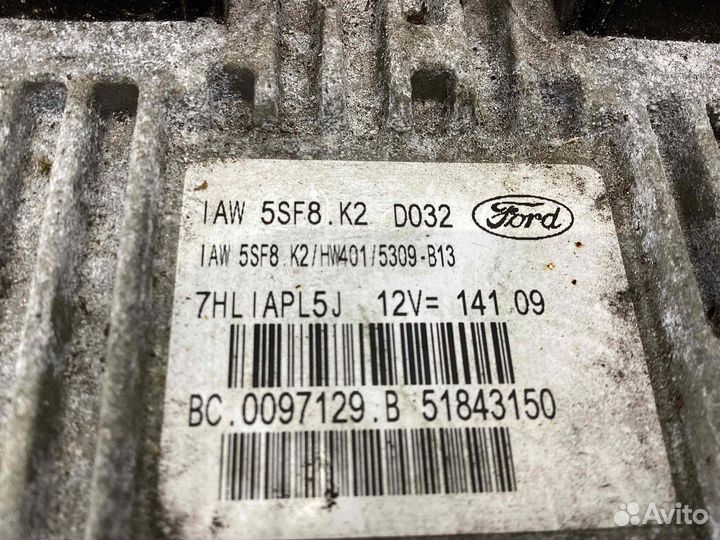 IAW 5SF8.K2 D032 Ford
IAW 5SF8.K2/HW401/5309-B13
7HLIAPL5J 12V= 141 09
BC.0097129.B 51843150
Avito